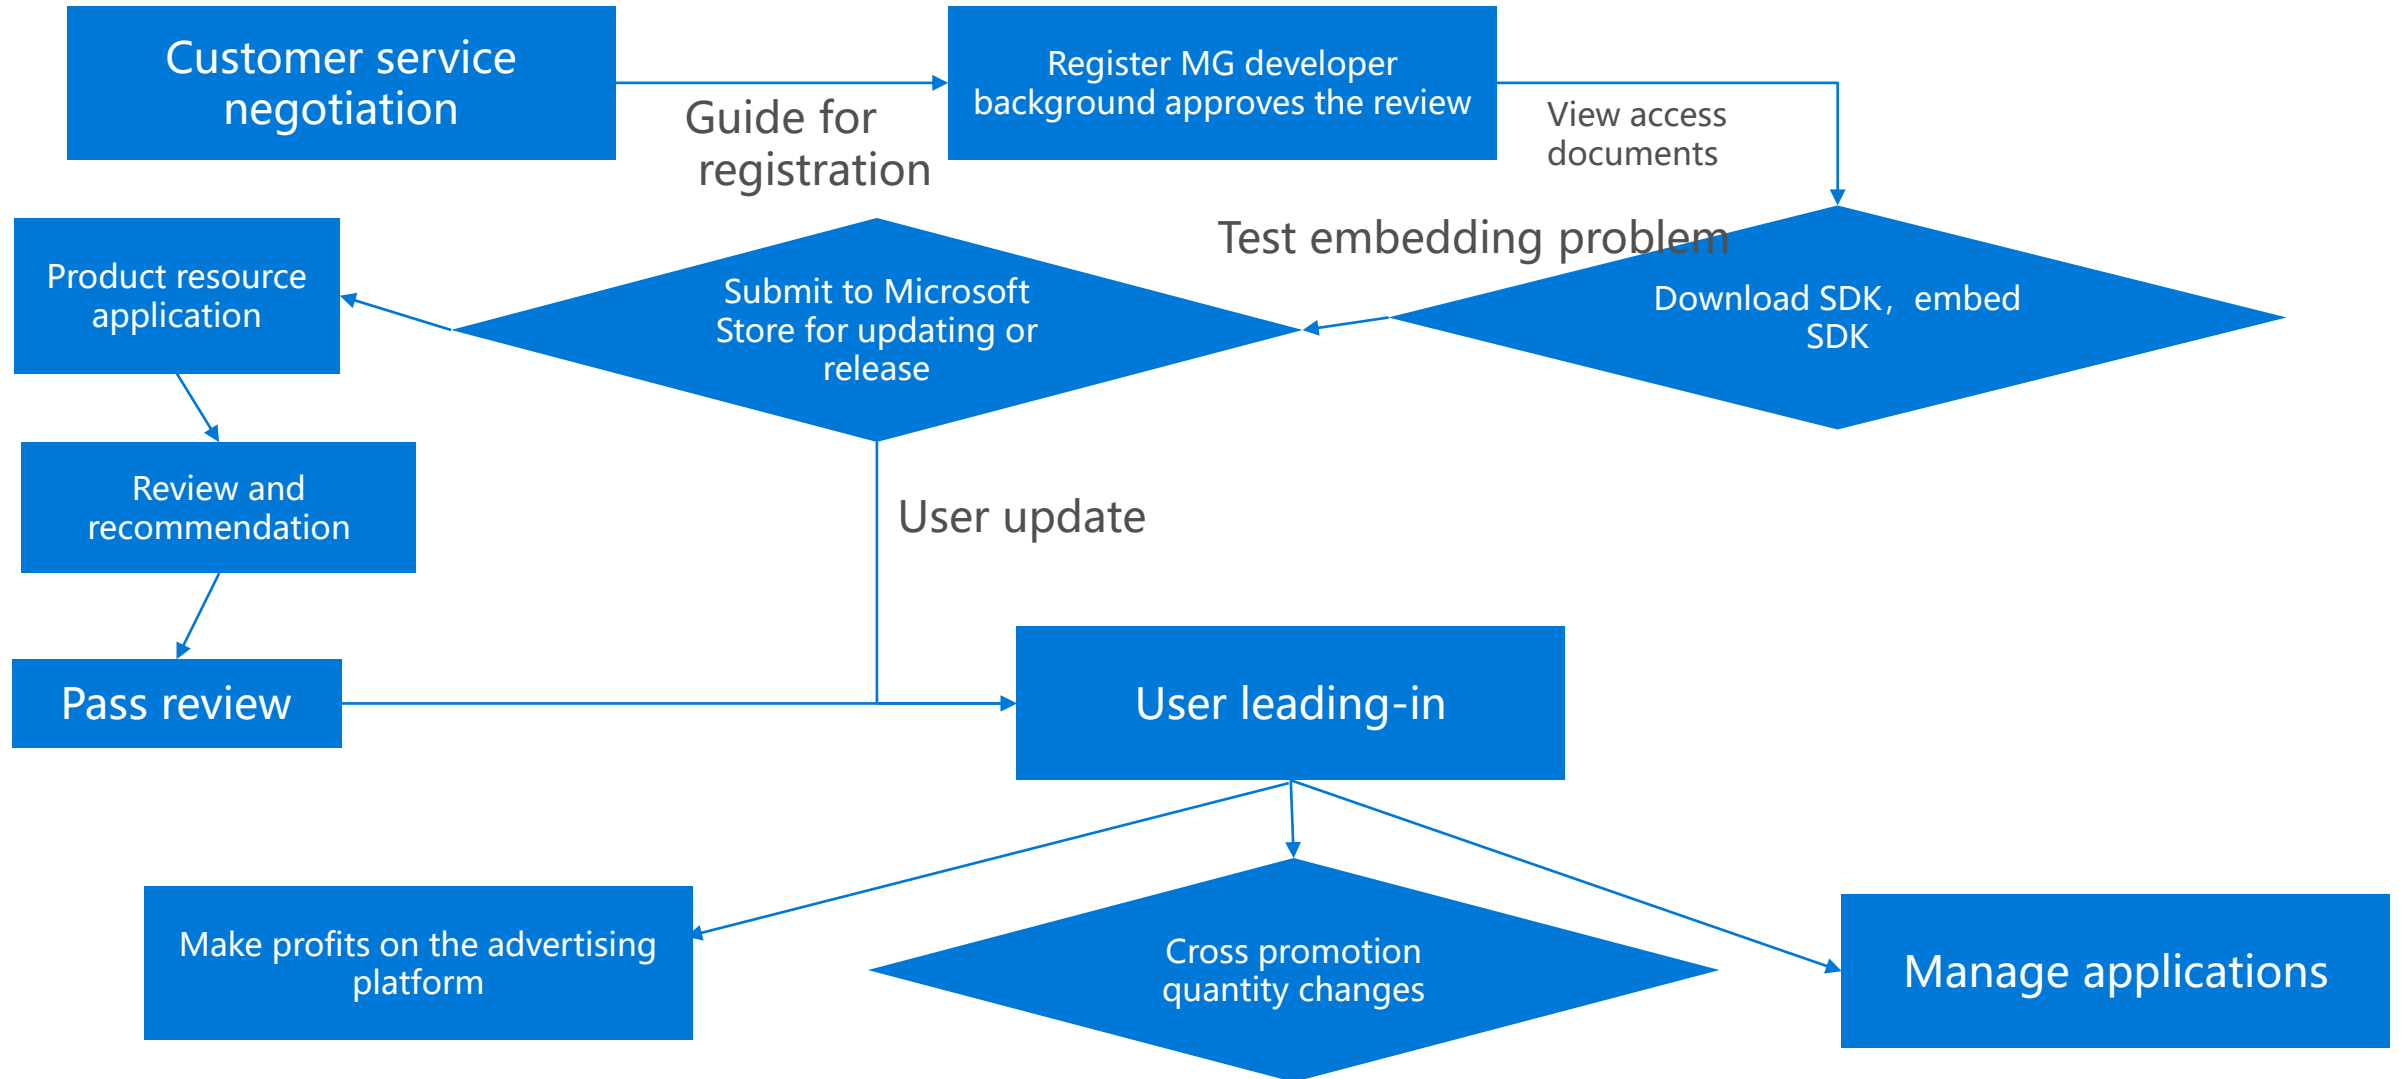 Customer service
negotiation
Guide for
registration
Register MG developer
background approves the review
View access
documents
Test embedding problem
Download SDK，embed
SDK
Submit to Microsoft
Store for updating or
release
Product resource
application
Review and
recommendation
Pass review
User update
User leading-in
Make profits on the advertising
platform
Cross promotion
quantity changes
Manage applications